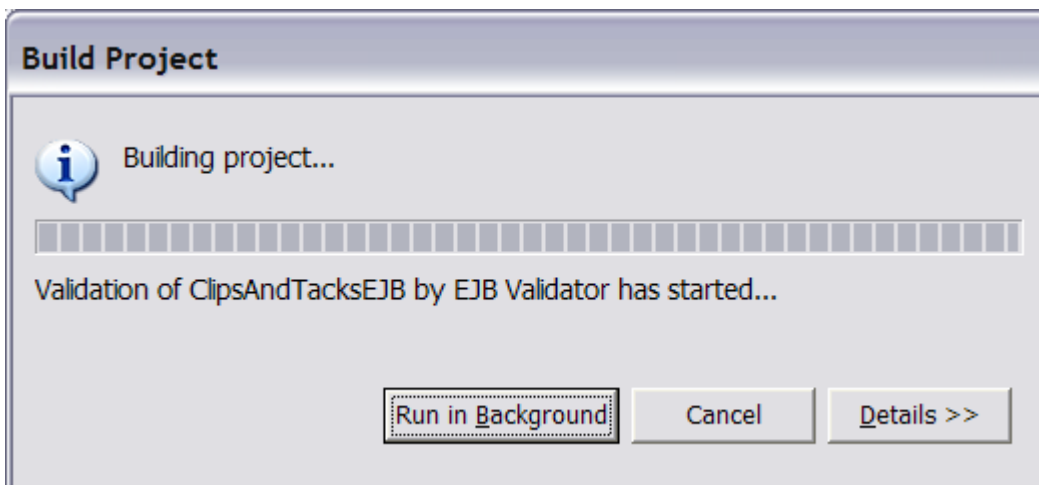 Build Project
Building project...
Validation of ClipsAndTacksEJB by EJB Validator has started...
Run in Background Cancel Details >>